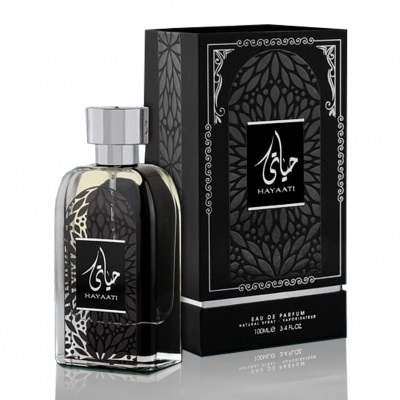 حياتي
HAYAATI
حياتي
HAYAATI
EAU DE PARFUM
NATURAL SPRAY - VAPORISATEUR
100ML℮ 3.4 FL.OZ